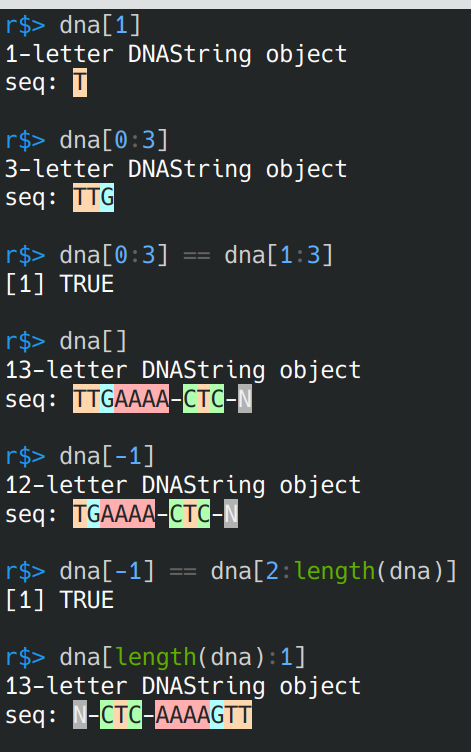 r$> dna[1]
1-letter DNAString object
seq: T
r$> dna[0:3]
3-letter DNAString object
seq: TTG
r$> dna[0:3] == dna[1:3]
[1] TRUE
r$> dna[]
13-letter DNAString object
seq: TTGAAAA-CTC-N
r$> dna[-1]
12-letter DNAString object
seq: TGAAAA-CTC-N
r$> dna[-1] == dna[2:length(dna)]
[1] TRUE
r$> dna[length(dna):1]
13-letter DNAString object
seq: N-CTC-AAAAGTT